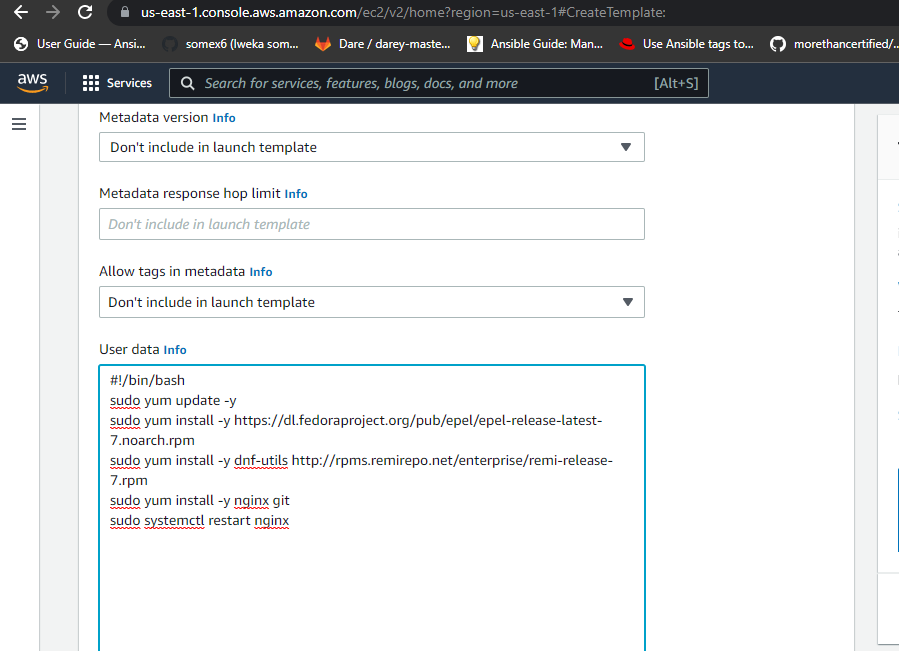 us-east-1.console.aws.amazon.com/ec2/v2/home?region=us-east-1#CreateTemplate:
User Guide — Ansi... somex6 (lweka som... Dare / darey-maste... Ansible Guide: Man... Use Ansible tags to... morethancertified/...
aws Services Search for services, features, blogs, docs, and more [Alt+S]
Metadata version Info
Don't include in launch template
Metadata response hop limit Info
Don't include in launch template
Allow tags in metadata Info
Don't include in launch template
User data Info
#!/bin/bash
sudo yum update -y
sudo yum install -y https://dl.fedoraproject.org/pub/epel/epel-release-latest-
7.noarch.rpm
sudo yum install -y dnf-utils http://rpms.remirepo.net/enterprise/remi-release-
7.rpm
sudo yum install -y nginx git
sudo systemctl restart nginx